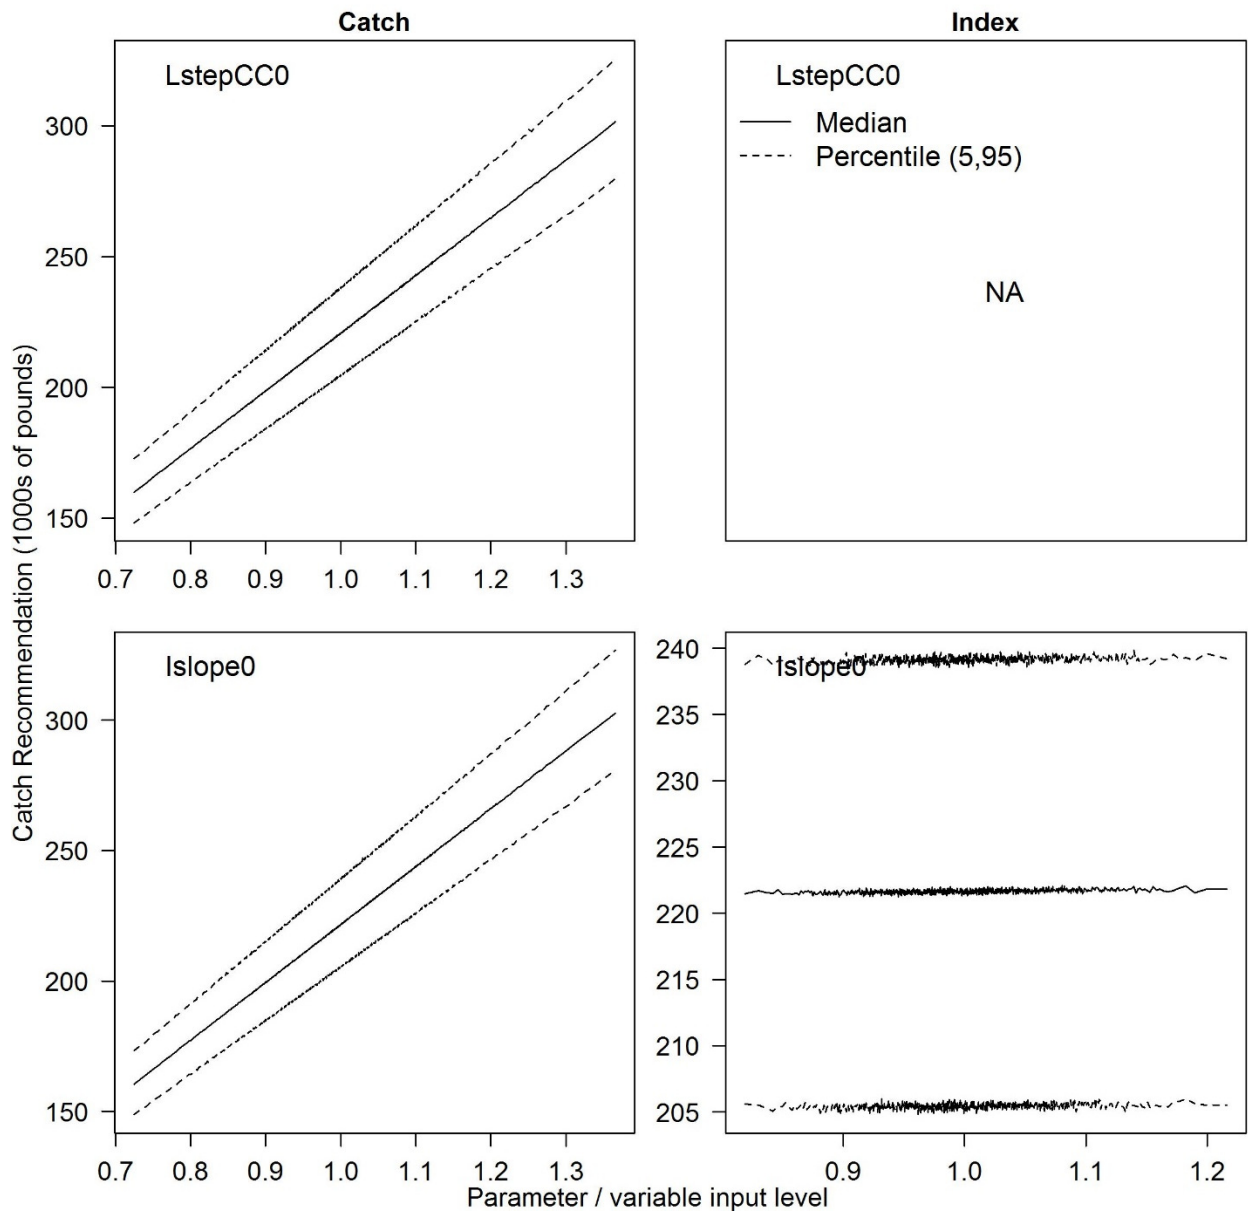 Catch
Index
LstepCC0
300
250
200
150
0.7 0.8 0.9 1.0 1.1 1.2 1.3
LstepCC0
Median
Percentile (5,95)
NA
Catch Recommendation (1000s of pounds)
Islope0
300
250
200
150
0.7 0.8 0.9 1.0 1.1 1.2 1.3
Islope0
240
235
230
225
220
215
210
205
0.9 1.0 1.1 1.2
Parameter / variable input level